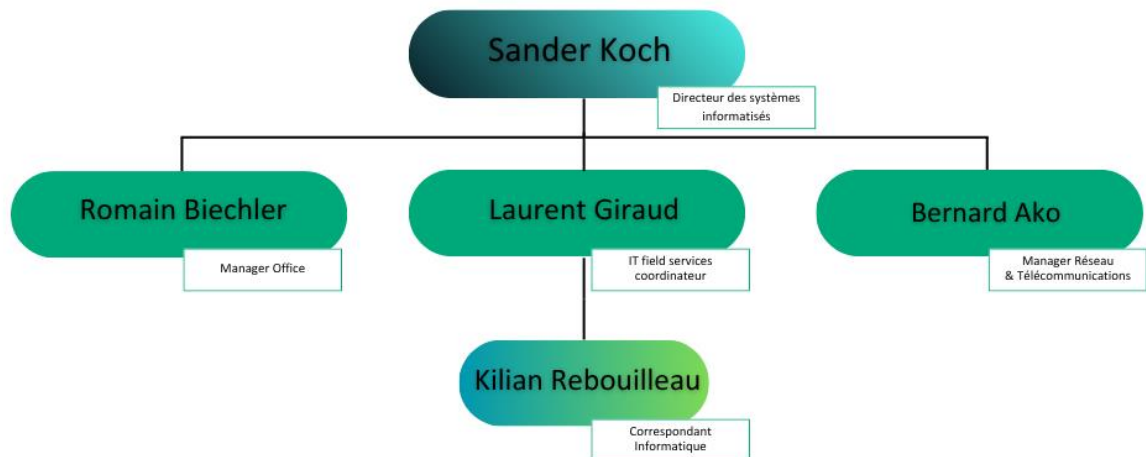 Sander Koch
Directeur des systèmes
informatisés
Romain Biechler
Manager Office
Laurent Giraud
IT field services
coordinateur
Bernard Ako
Manager Réseau
& Télécommunications
Kilian Rebouilleau
Correspondant
Informatique